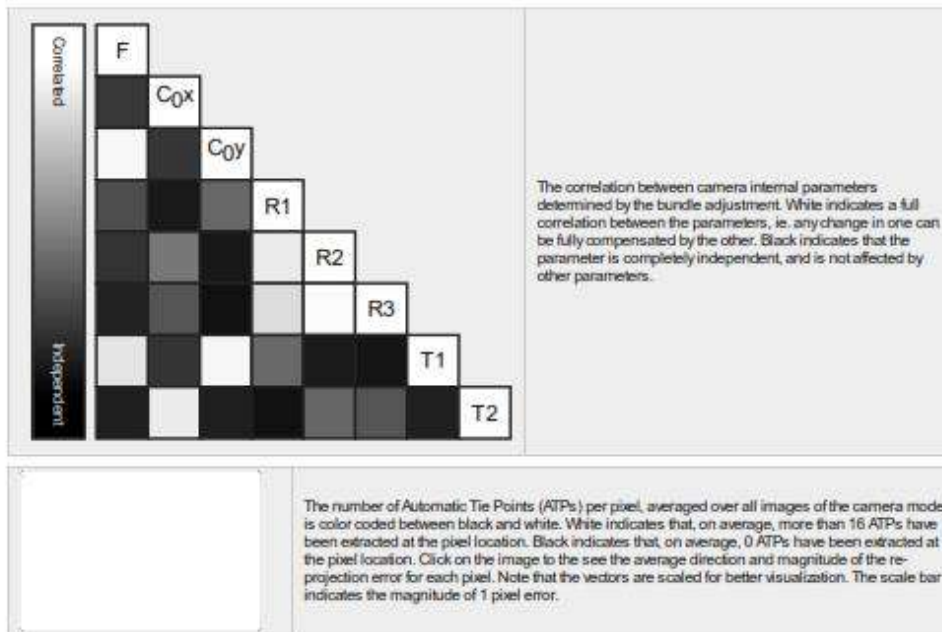 Correlated
Independent
F
C0x
C0y
R1
R2
R3
T1
T2
The correlation between camera internal parameters
determined by the bundle adjustment. White indicates a full
correlation between the parameters, ie. any change in one can
be fully compensated by the other. Black indicates that the
parameter is completely independent, and is not affected by
other parameters.
The number of Automatic Tie Points (ATPs) per pixel, averaged over all images of the camera mode
is color coded between black and white. White indicates that, on average, more than 16 ATPs have
been extracted at the pixel location. Black indicates that, on average, 0 ATPs have been extracted at
the pixel location. Click on the image to the see the average direction and magnitude of the re-
projection error for each pixel. Note that the vectors are scaled for better visualization. The scale bar
indicates the magnitude of 1 pixel error.